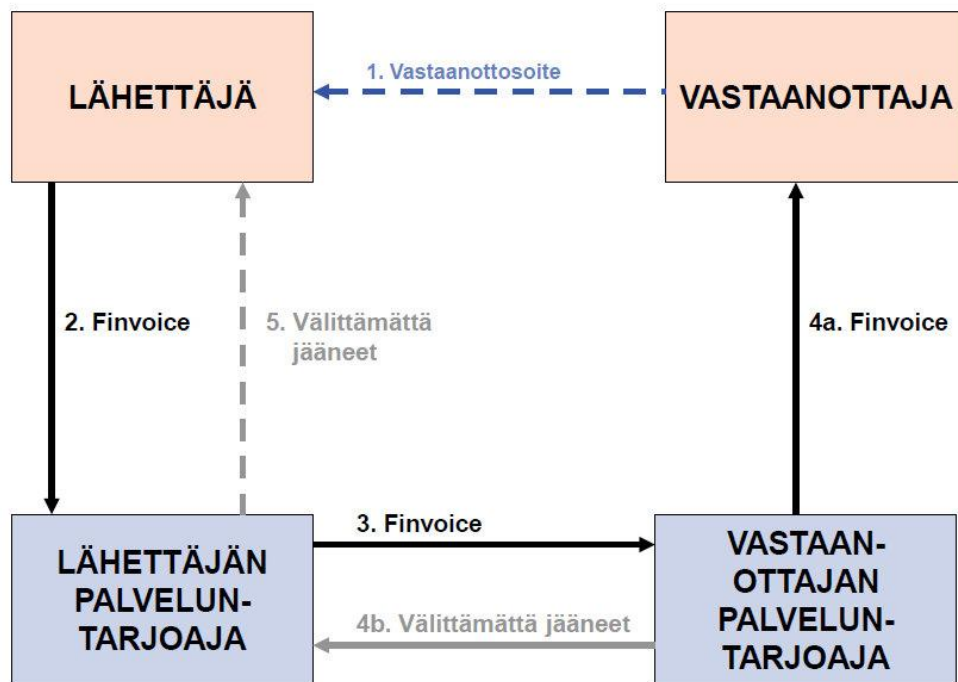 LÄHETTÄJÄ
1. Vastaanottosoite
VASTAANOTTAJA
2. Finvoice
5. Välittämättä
jääneet
4a. Finvoice
LÄHETTÄJÄN
PALVELUN-
TARJOAJA
3. Finvoice
4b. Välittämättä jääneet
VASTAAN-
OTTAJAN
PALVELUN-
TARJOAJA